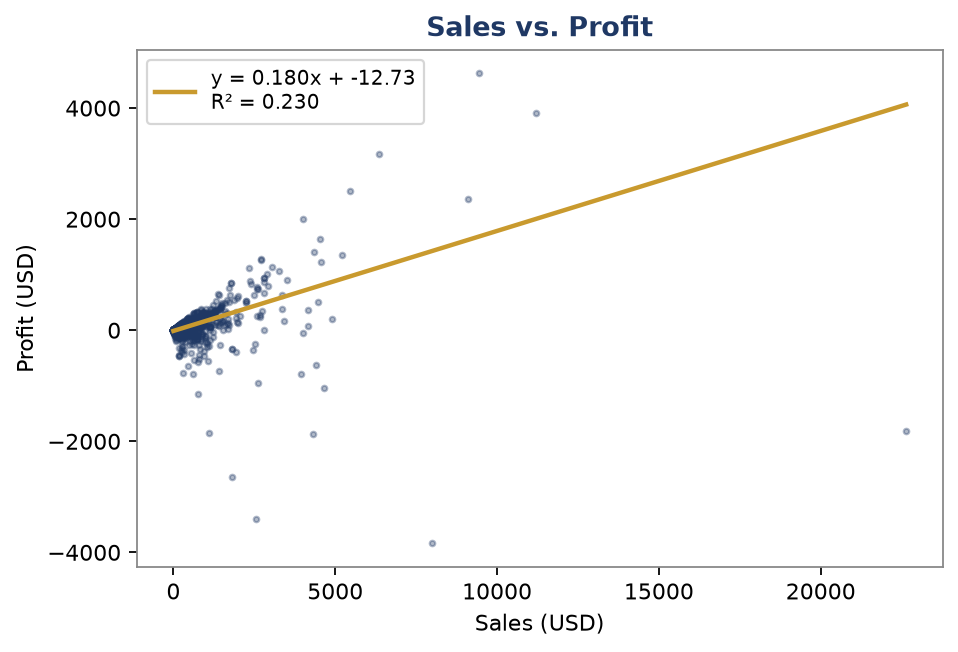 Sales vs. Profit
y = 0.180x + -12.73
R² = 0.230
4000
2000
0
−2000
−4000
Profit (USD)
0
5000
10000
15000
20000
Sales (USD)